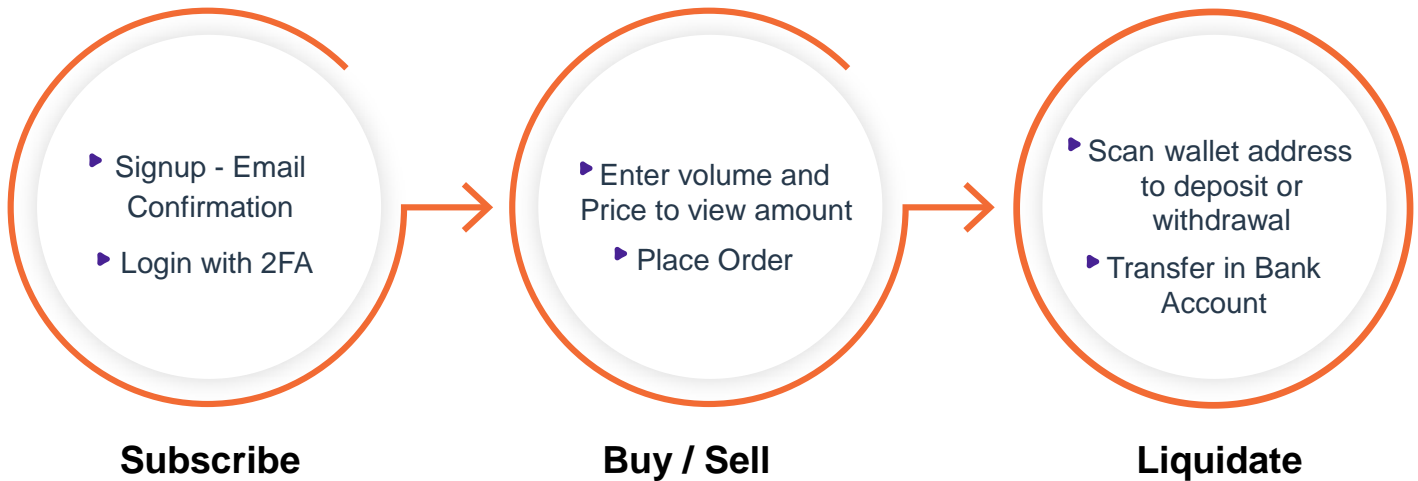 Signup - Email
Confirmation
Login with 2FA
Subscribe
Enter volume and
Price to view amount
Place Order
Buy / Sell
Scan wallet address
to deposit or
withdrawal
Transfer in Bank
Account
Liquidate